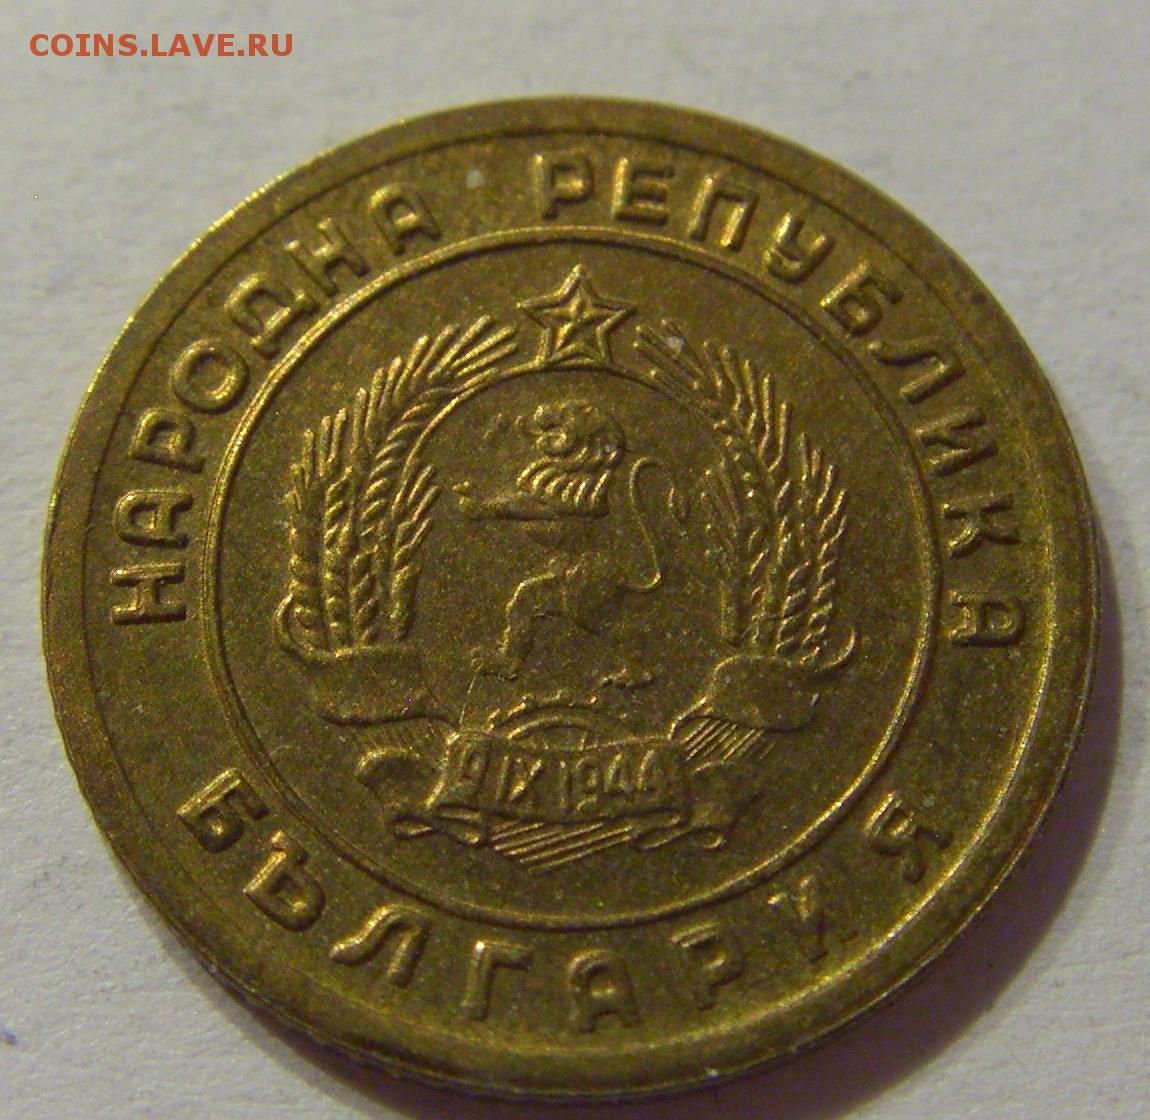 COINS.LAVE.RU
НАРОДНА РЕПУБЛИКА
БЪЛГАРИЯ
9 IX 1944